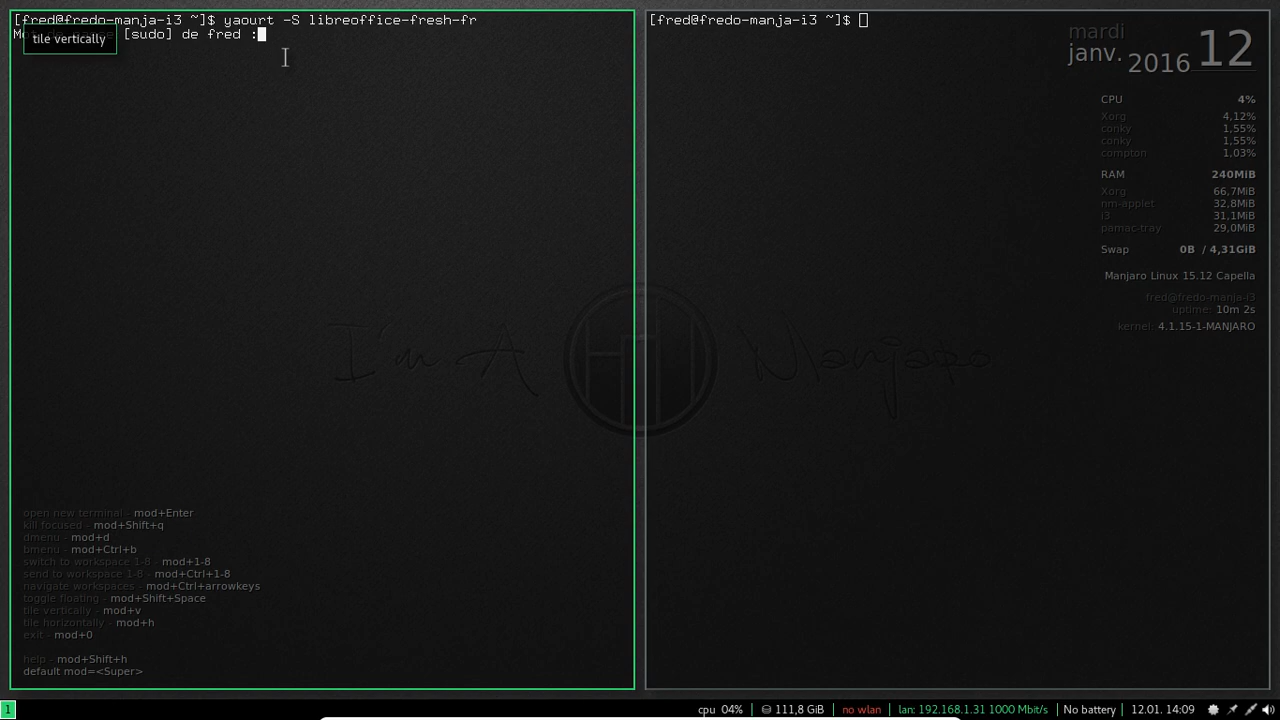 [fred@fredo-manja-i3 ~]$ yaourt -S libreoffice-fresh-fr
[sudo] de fred :
tile vertically
[fred@fredo-manja-i3 ~]$
mardi
janv. 2016 12
CPU 4%
Xorg 4,12%
conky 1,55%
conky 1,55%
compton 1,03%
RAM 240MiB
Xorg 66,7MiB
nm-applet 32,8MiB
i3 31,1MiB
pamac-tray 29,0MiB
Swap 0B / 4,31GiB
Manjaro Linux 15.12 Capella
fred@fredo-manja-i3
uptime: 10m 2s
kernel: 4.1.15-1-MANJARO
I'm A Manjaro
open new terminal - mod+Enter
kill focused - mod+Shift+q
dmenu - mod+d
bmenu - mod+Ctrl+b
switch to workspace 1-8 - mod+1-8
send to workspace 1-8 - mod+Ctrl+1-8
navigate workspaces - mod+Ctrl+arrowkeys
toggle floating - mod+Shift+Space
tile vertically - mod+v
tile horizontally - mod+h
exit - mod+0
help - mod+Shift+h
default mod=<Super>
1
cpu 04% | 111,8 GiB | no wlan | lan: 192.168.1.31 1000 Mbit/s | No battery | 12.01. 14:09